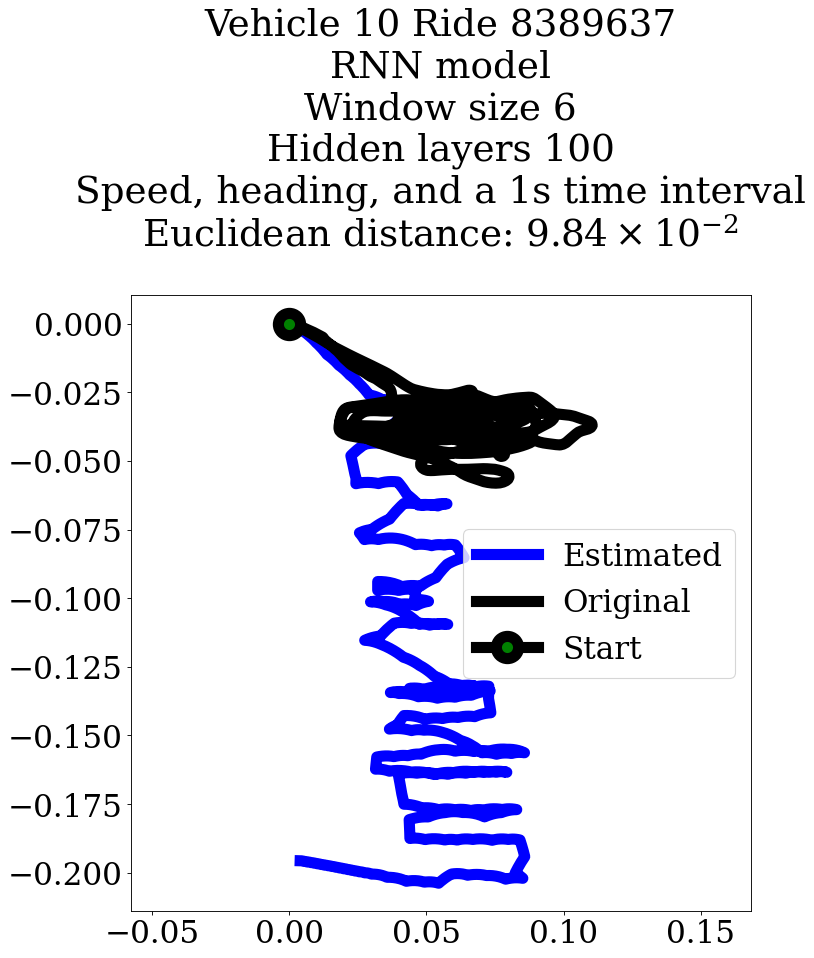 Vehicle 10 Ride 8389637
RNN model
Window size 6
Hidden layers 100
Speed, heading, and a 1s time interval
Euclidean distance: 9.84 × 10⁻²
0.000
−0.025
−0.050
−0.075
−0.100
−0.125
−0.150
−0.175
−0.200
Estimated
Original
Start
−0.05 0.00 0.05 0.10 0.15